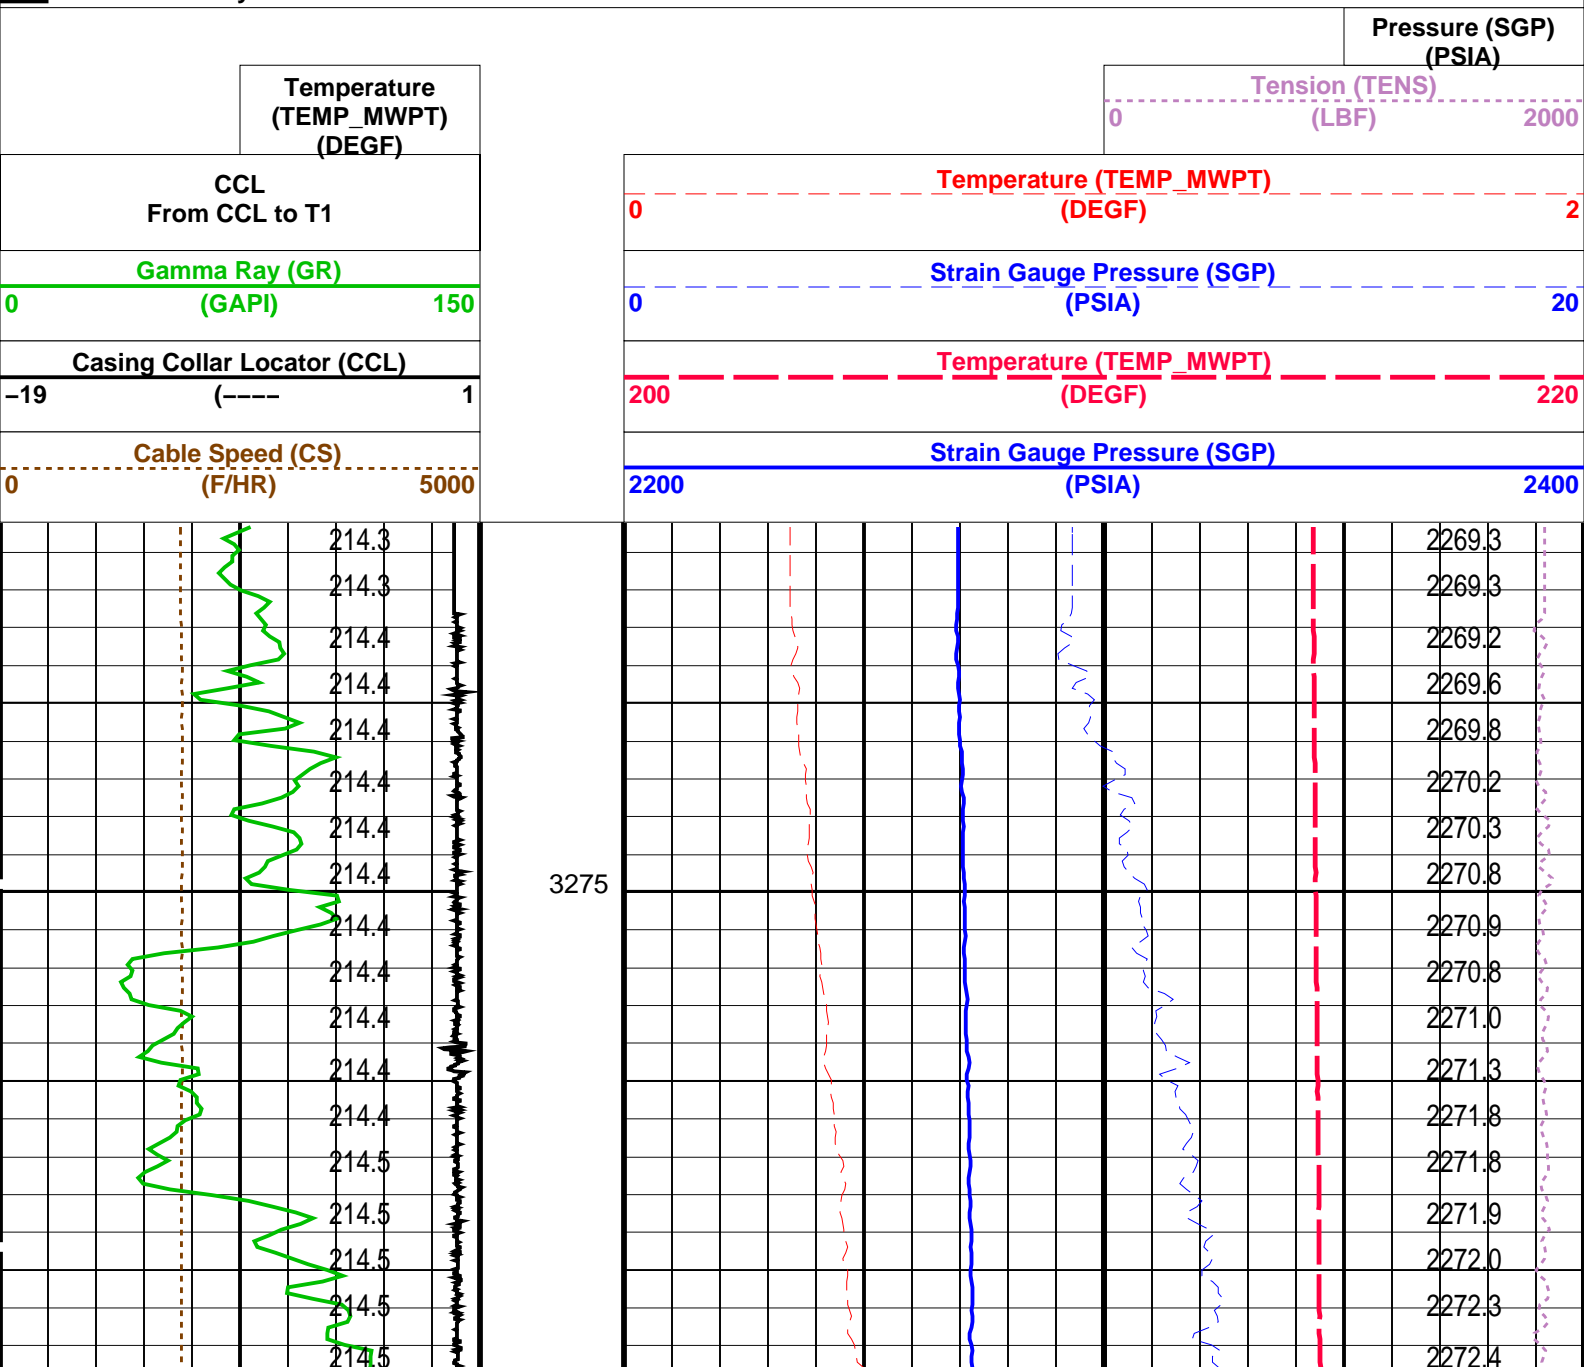 Pressure (SGP)
(PSIA)
Temperature
(TEMP_MWPT)
(DEGF)
Tension (TENS)
0 (LBF) 2000
CCL
From CCL to T1
Temperature (TEMP_MWPT)
0 (DEGF) 2
Gamma Ray (GR)
0 (GAPI) 150
Strain Gauge Pressure (SGP)
0 (PSIA) 20
Casing Collar Locator (CCL)
−19 (−−−− 1
Temperature (TEMP_MWPT)
200 (DEGF) 220
Cable Speed (CS)
0 (F/HR) 5000
Strain Gauge Pressure (SGP)
2200 (PSIA) 2400
214.3 2269.3
214.3 2269.3
214.4 2269.2
214.4 2269.6
214.4 2269.8
214.4 2270.2
214.4 2270.3
214.4 3275 2270.8
214.4 2270.9
214.4 2270.8
214.4 2271.0
214.4 2271.3
214.4 2271.8
214.5 2271.8
214.5 2271.9
214.5 2272.0
214.5 2272.3
214.5 2272.4